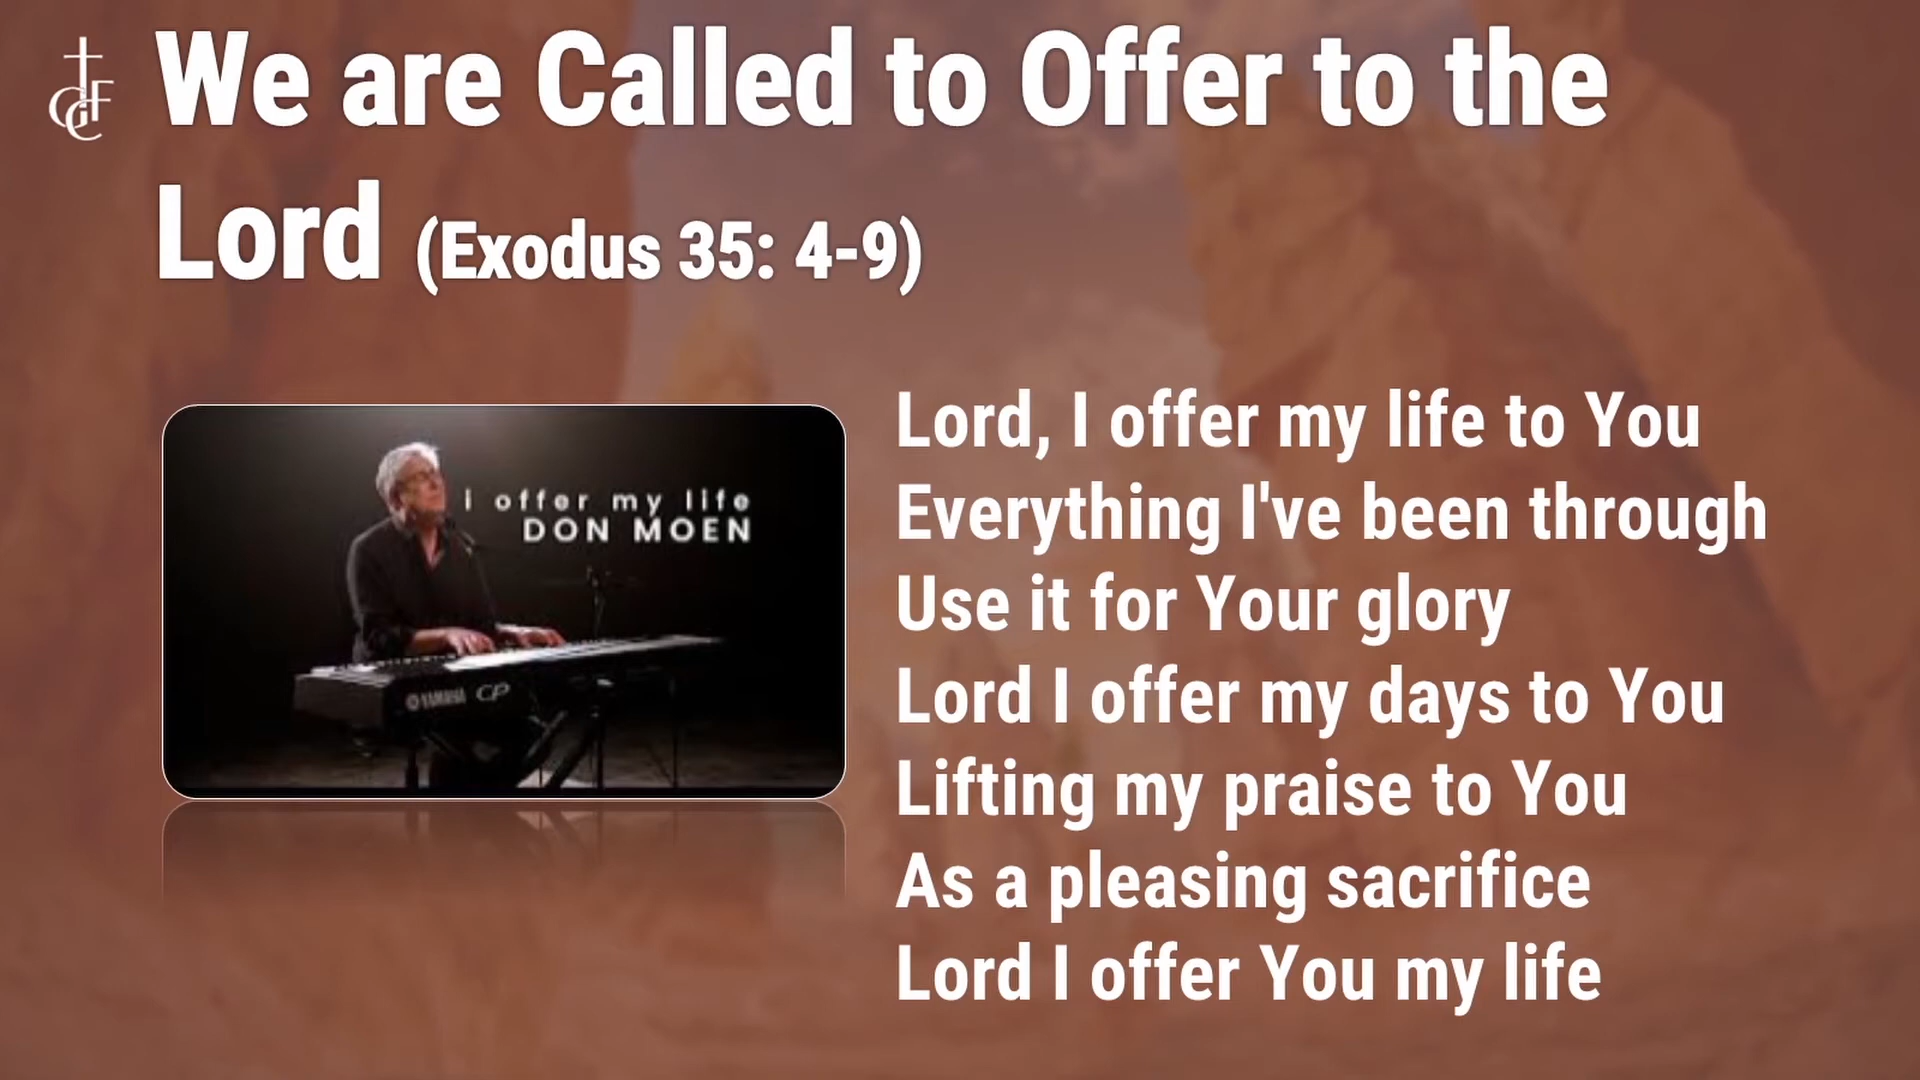 We are Called to Offer to the
Lord (Exodus 35: 4-9)
i offer my life
DON MOEN
YAMAHA CP
Lord, I offer my life to You
Everything I've been through
Use it for Your glory
Lord I offer my days to You
Lifting my praise to You
As a pleasing sacrifice
Lord I offer You my life